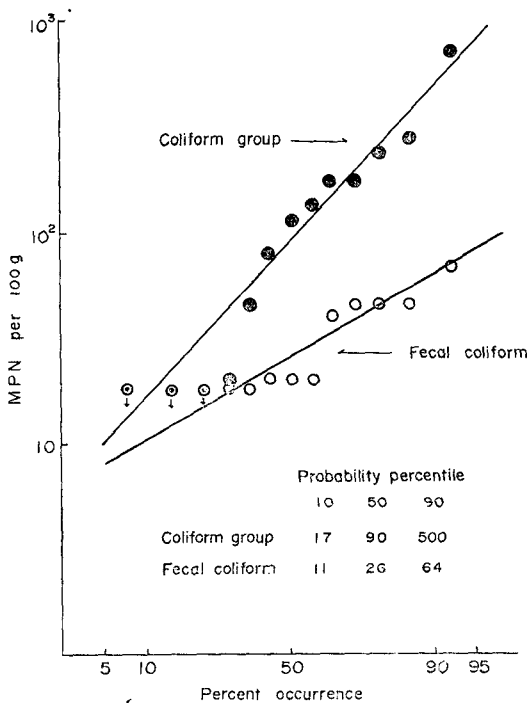 10³
Coliform group
10²
MPN per 100g
Fecal coliform
10
Probability percentile
10 50 90
Coliform group 17 90 500
Fecal coliform 11 26 64
5 10 50 90 95
Percent occurrence